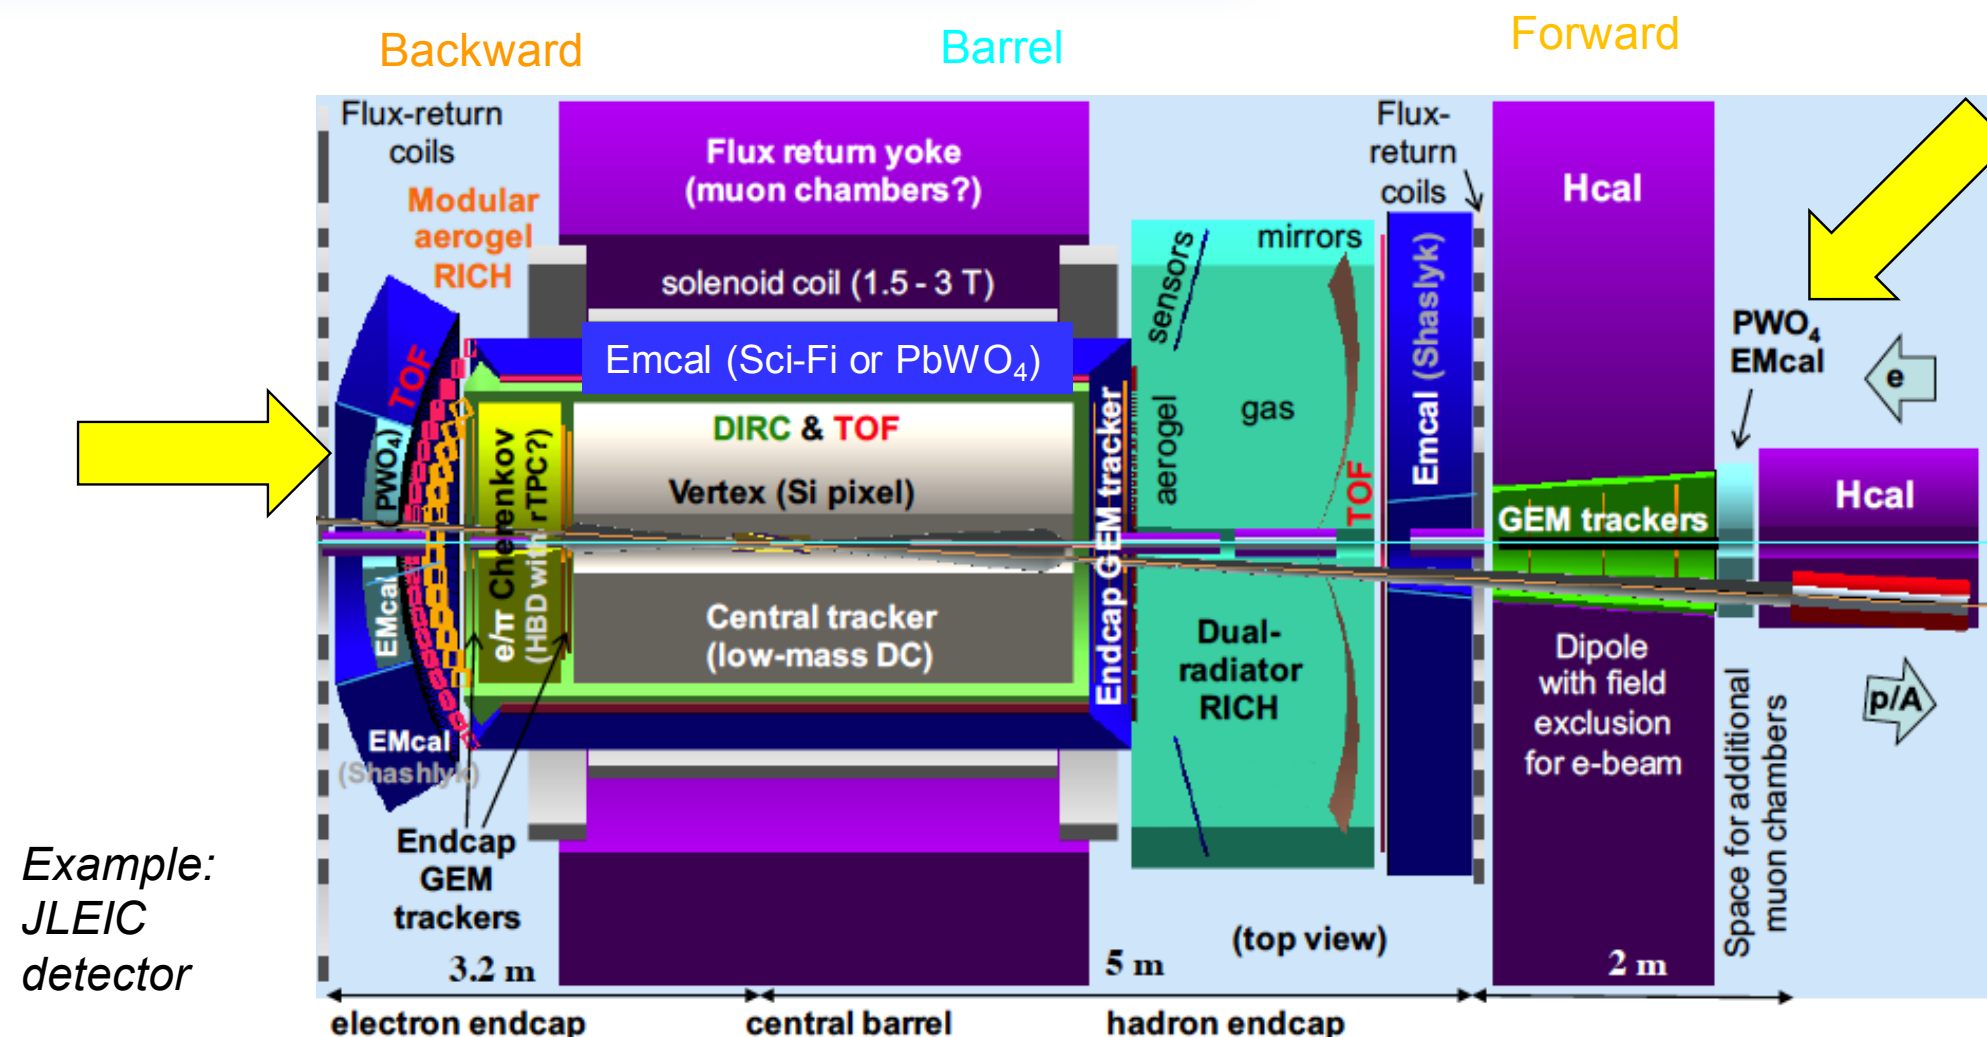 Backward
Barrel
Forward
Flux-return
coils
Modular
aerogel
RICH
Flux return yoke
(muon chambers?)
solenoid coil (1.5 - 3 T)
Emcal (Sci-Fi or PbWO₄)
DIRC & TOF
Vertex (Si pixel)
Central tracker
(low-mass DC)
TOF
(PWO₄)
EMcal
EMcal
(Shashlyk)
e/π Cherenkov
(HBD with rTPC?)
Endcap
GEM
trackers
Endcap GEM tracker
sensors
mirrors
aerogel
gas
Dual-
radiator
RICH
TOF
Flux-
return
coils
Emcal (Shaslyk)
Hcal
GEM trackers
Dipole
with field
exclusion
for e-beam
PWO₄
EMcal
e
Hcal
p/A
Space for additional
muon chambers
(top view)
Example:
JLEIC
detector
3.2 m
5 m
2 m
electron endcap
central barrel
hadron endcap